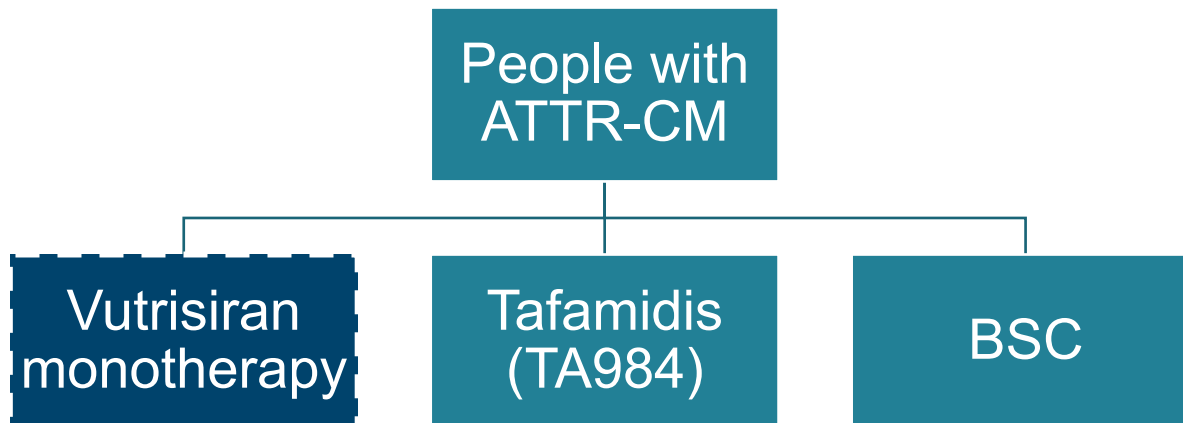 People with
ATTR-CM
Vutrisiran
monotherapy
Tafamidis
(TA984)
BSC